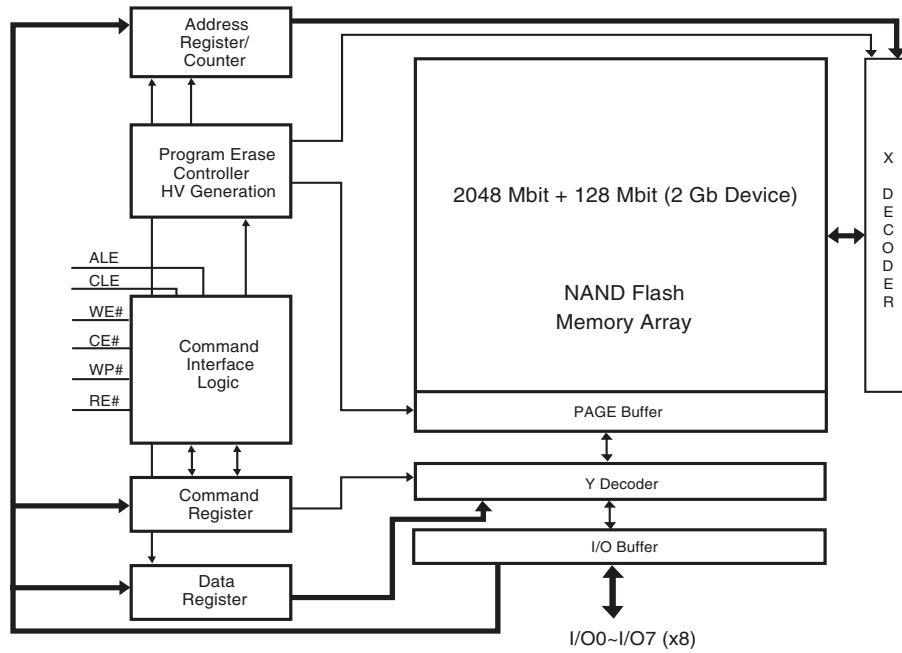 Address
Register/
Counter
Program Erase
Controller
HV Generation
ALE
CLE
WE#
CE#
WP#
RE#
Command
Interface
Logic
Command
Register
Data
Register
2048 Mbit + 128 Mbit (2 Gb Device)
NAND Flash
Memory Array
PAGE Buffer
Y Decoder
I/O Buffer
I/O0~I/O7 (x8)
X
D
E
C
O
D
E
R